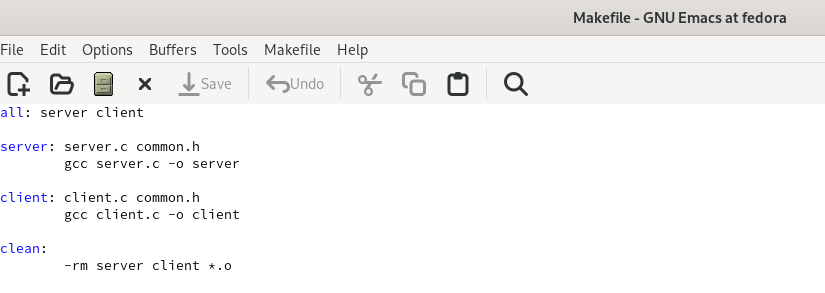 Makefile - GNU Emacs at fedora
File Edit Options Buffers Tools Makefile Help
Save Undo
all: server client
server: server.c common.h
gcc server.c -o server
client: client.c common.h
gcc client.c -o client
clean:
-rm server client *.o